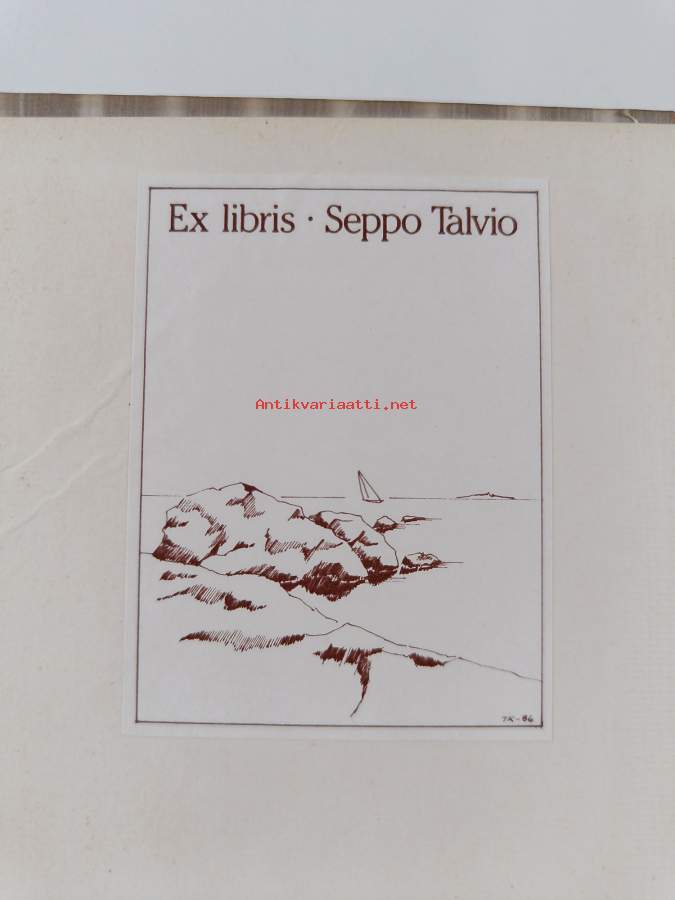 Ex libris · Seppo Talvio
Antikvariaatti.net
TK-86